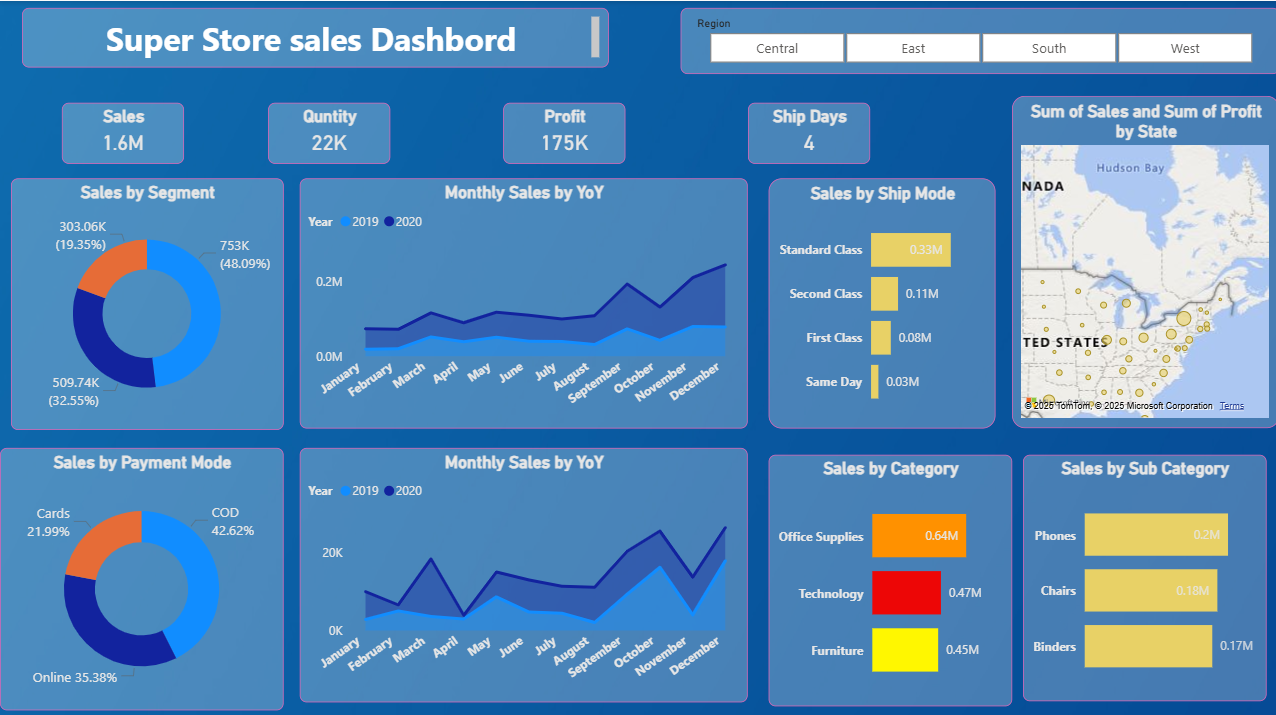 Super Store sales Dashbord
Region
Central
East
South
West
Sales
1.6M
Quntity
22K
Profit
175K
Ship Days
4
Sum of Sales and Sum of Profit
by State
Hudson Bay
NADA
TED STATES
© 2025 TomTom, © 2025 Microsoft Corporation Terms
Sales by Segment
303.06K
(19.35%)
753K
(48.09%)
509.74K
(32.55%)
Monthly Sales by YoY
Year 2019 2020
0.2M
0.0M
January
February
March
April
May
June
July
August
September
October
November
December
Sales by Ship Mode
Standard Class 0.33M
Second Class 0.11M
First Class 0.08M
Same Day 0.03M
Sales by Payment Mode
Cards
21.99%
COD
42.62%
Online 35.38%
Monthly Sales by YoY
Year 2019 2020
20K
0K
January
February
March
April
May
June
July
August
September
October
November
December
Sales by Category
Office Supplies 0.64M
Technology 0.47M
Furniture 0.45M
Sales by Sub Category
Phones 0.2M
Chairs 0.18M
Binders 0.17M